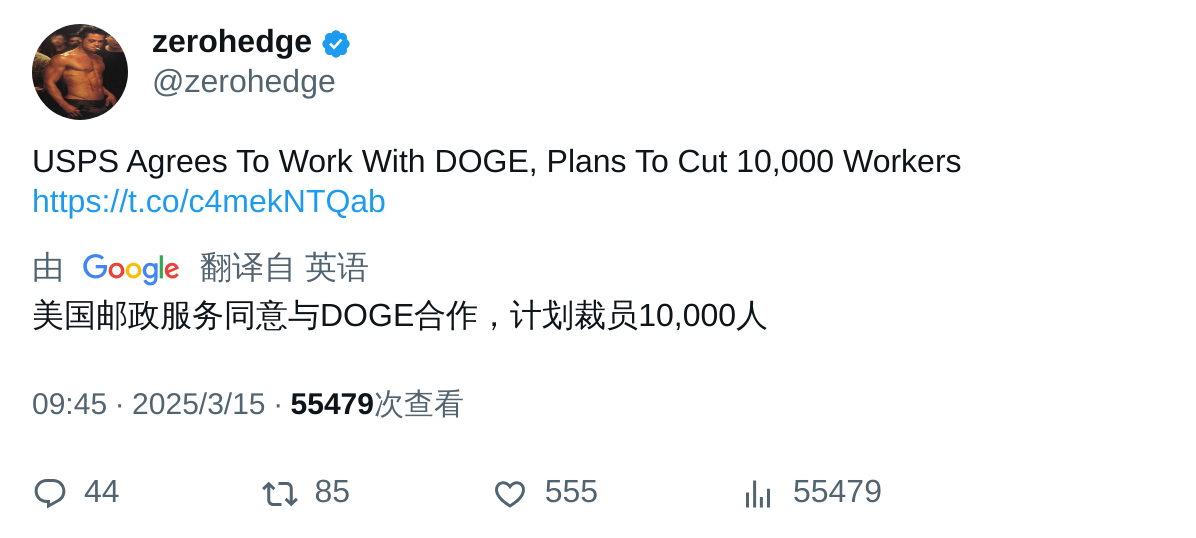 zerohedge
@zerohedge
USPS Agrees To Work With DOGE, Plans To Cut 10,000 Workers
https://t.co/c4mekNTQab
由 Google 翻译自 英语
美国邮政服务同意与DOGE合作，计划裁员10,000人
09:45 · 2025/3/15 · 55479次查看
44 85 555 55479